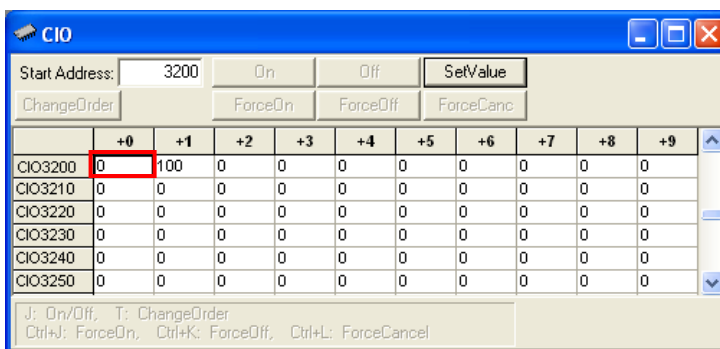 CIO
Start Address: 3200 On Off SetValue
ChangeOrder ForceOn ForceOff ForceCanc
+0 +1 +2 +3 +4 +5 +6 +7 +8 +9
CIO3200 0 100 0 0 0 0 0 0 0 0
CIO3210 0 0 0 0 0 0 0 0 0 0
CIO3220 0 0 0 0 0 0 0 0 0 0
CIO3230 0 0 0 0 0 0 0 0 0 0
CIO3240 0 0 0 0 0 0 0 0 0 0
CIO3250 0 0 0 0 0 0 0 0 0 0
J: On/Off, T: ChangeOrder
Ctrl+J: ForceOn, Ctrl+K: ForceOff, Ctrl+L: ForceCancel